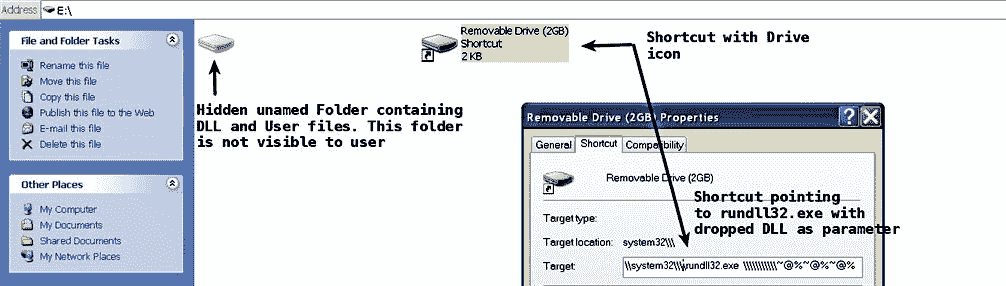 Address E:\
File and Folder Tasks
Rename this file
Move this file
Copy this file
Publish this file to the Web
E-mail this file
Delete this file
Other Places
My Computer
My Documents
Shared Documents
My Network Places
Hidden unamed Folder containing
DLL and User files. This folder
is not visible to user
Removable Drive (2GB)
Shortcut
2 KB
Shortcut with Drive
icon
Removable Drive (2GB) Properties
General Shortcut Compatibility
Removable Drive (2GB)
Shortcut pointing
to rundll32.exe with
dropped DLL as parameter
Target type:
Target location: system32\\\
Target: \\system32\\\rundll32.exe \\\\\\\\\\\~@%~@%~@%